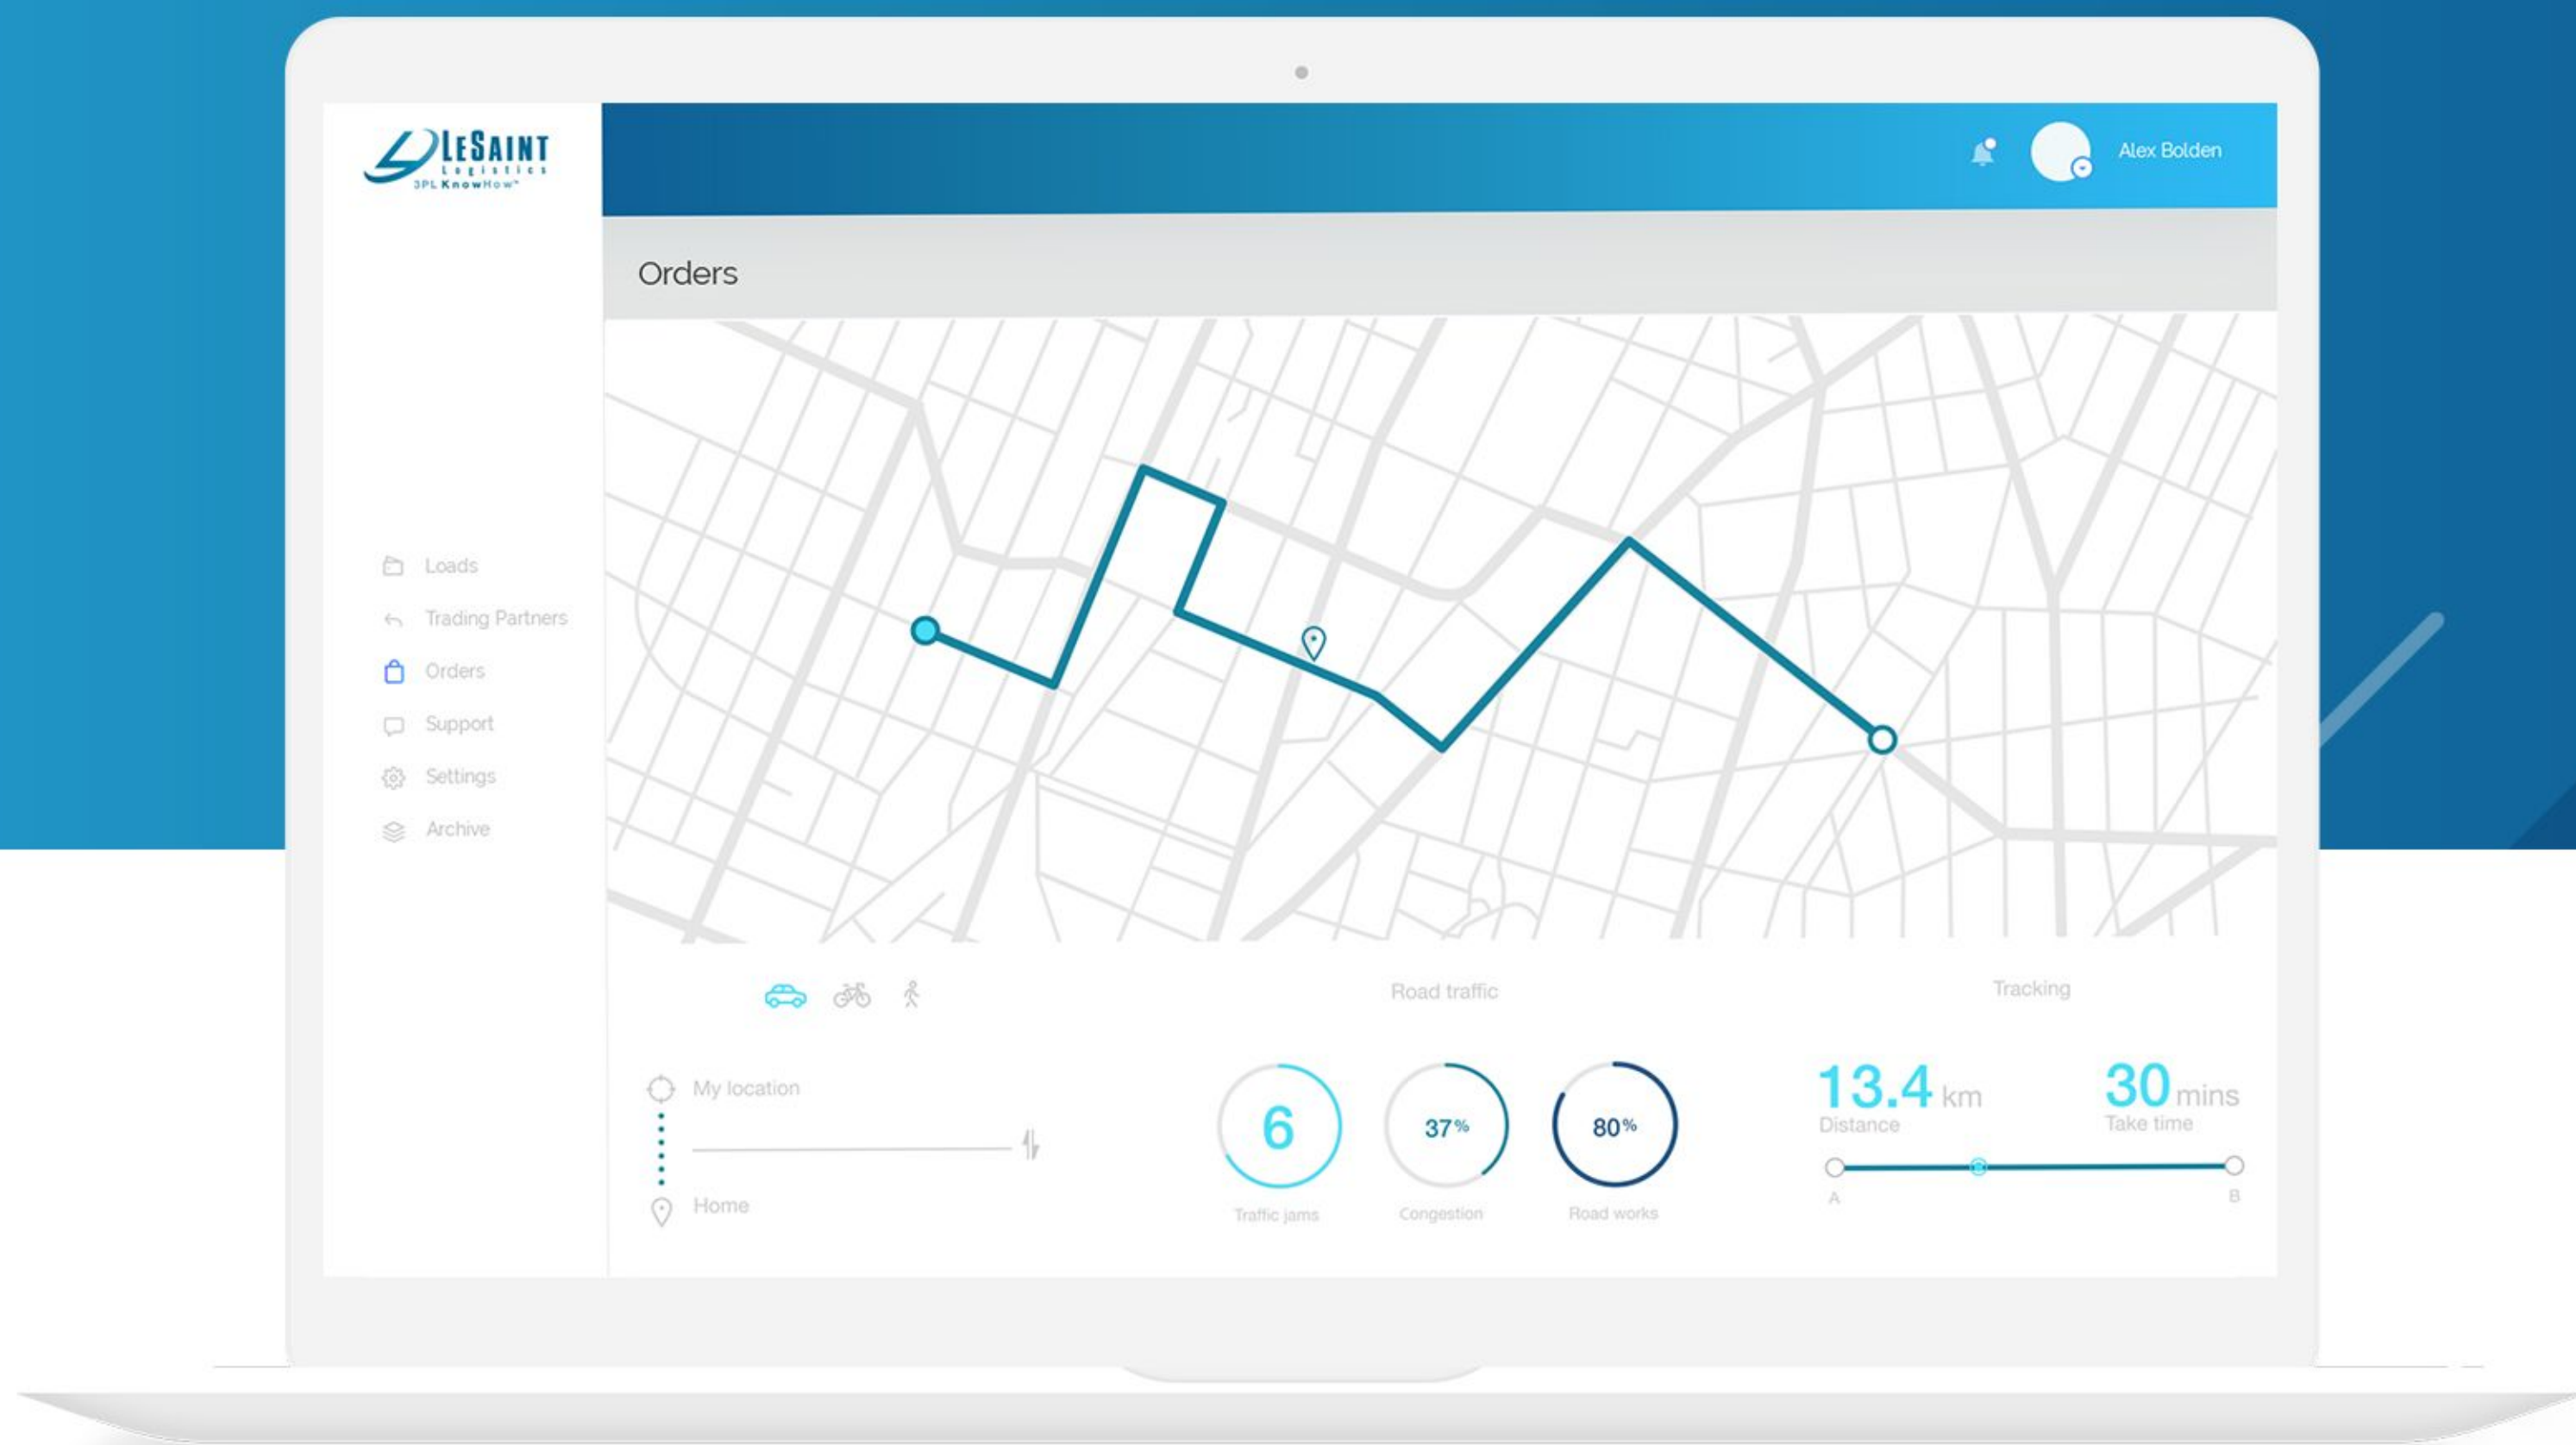 LeSaint
Logistics
3PL KnowHow™
Alex Bolden
Orders
Loads
Trading Partners
Orders
Support
Settings
Archive
Road traffic
Tracking
My location
Home
6
37%
80%
Traffic jams
Congestion
Road works
13.4 km
Distance
30 mins
Take time
A
B